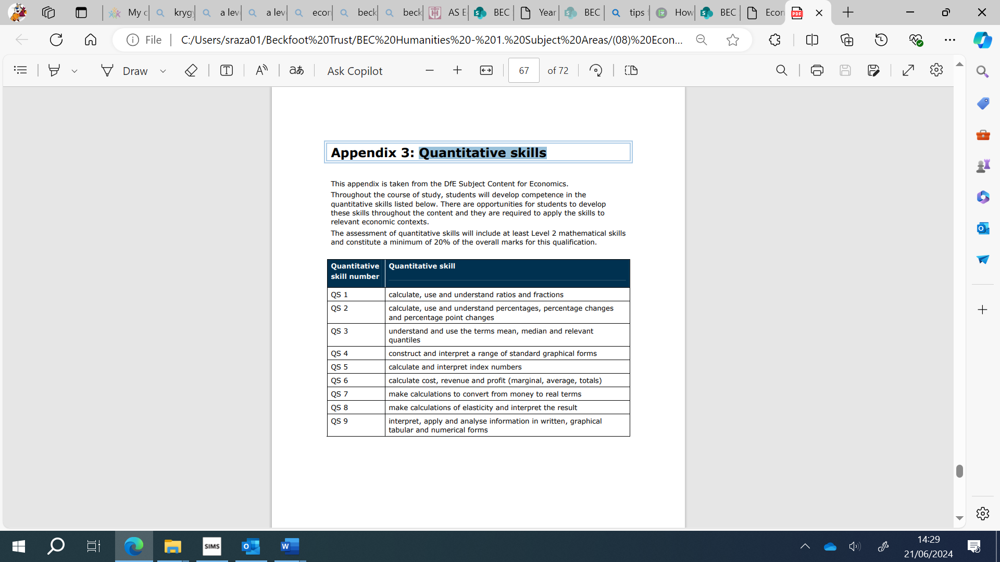 My c
kryg
a lev
a lev
econ
beck
beck
AS E
BEC
Year
BEC
tips
How
BEC
Econ
PDF
File
C:/Users/sraza01/Beckfoot%20Trust/BEC%20Humanities%20-%201.%20Subject%20Areas/(08)%20Econ...
Draw
Ask Copilot
67
of 72
Appendix 3: Quantitative skills
This appendix is taken from the DfE Subject Content for Economics.
Throughout the course of study, students will develop competence in the
quantitative skills listed below. There are opportunities for students to develop
these skills throughout the content and they are required to apply the skills to
relevant economic contexts.
The assessment of quantitative skills will include at least Level 2 mathematical skills
and constitute a minimum of 20% of the overall marks for this qualification.
Quantitative
skill number
Quantitative skill
QS 1
calculate, use and understand ratios and fractions
QS 2
calculate, use and understand percentages, percentage changes
and percentage point changes
QS 3
understand and use the terms mean, median and relevant
quantiles
QS 4
construct and interpret a range of standard graphical forms
QS 5
calculate and interpret index numbers
QS 6
calculate cost, revenue and profit (marginal, average, totals)
QS 7
make calculations to convert from money to real terms
QS 8
make calculations of elasticity and interpret the result
QS 9
interpret, apply and analyse information in written, graphical
tabular and numerical forms
SIMS
14:29
21/06/2024